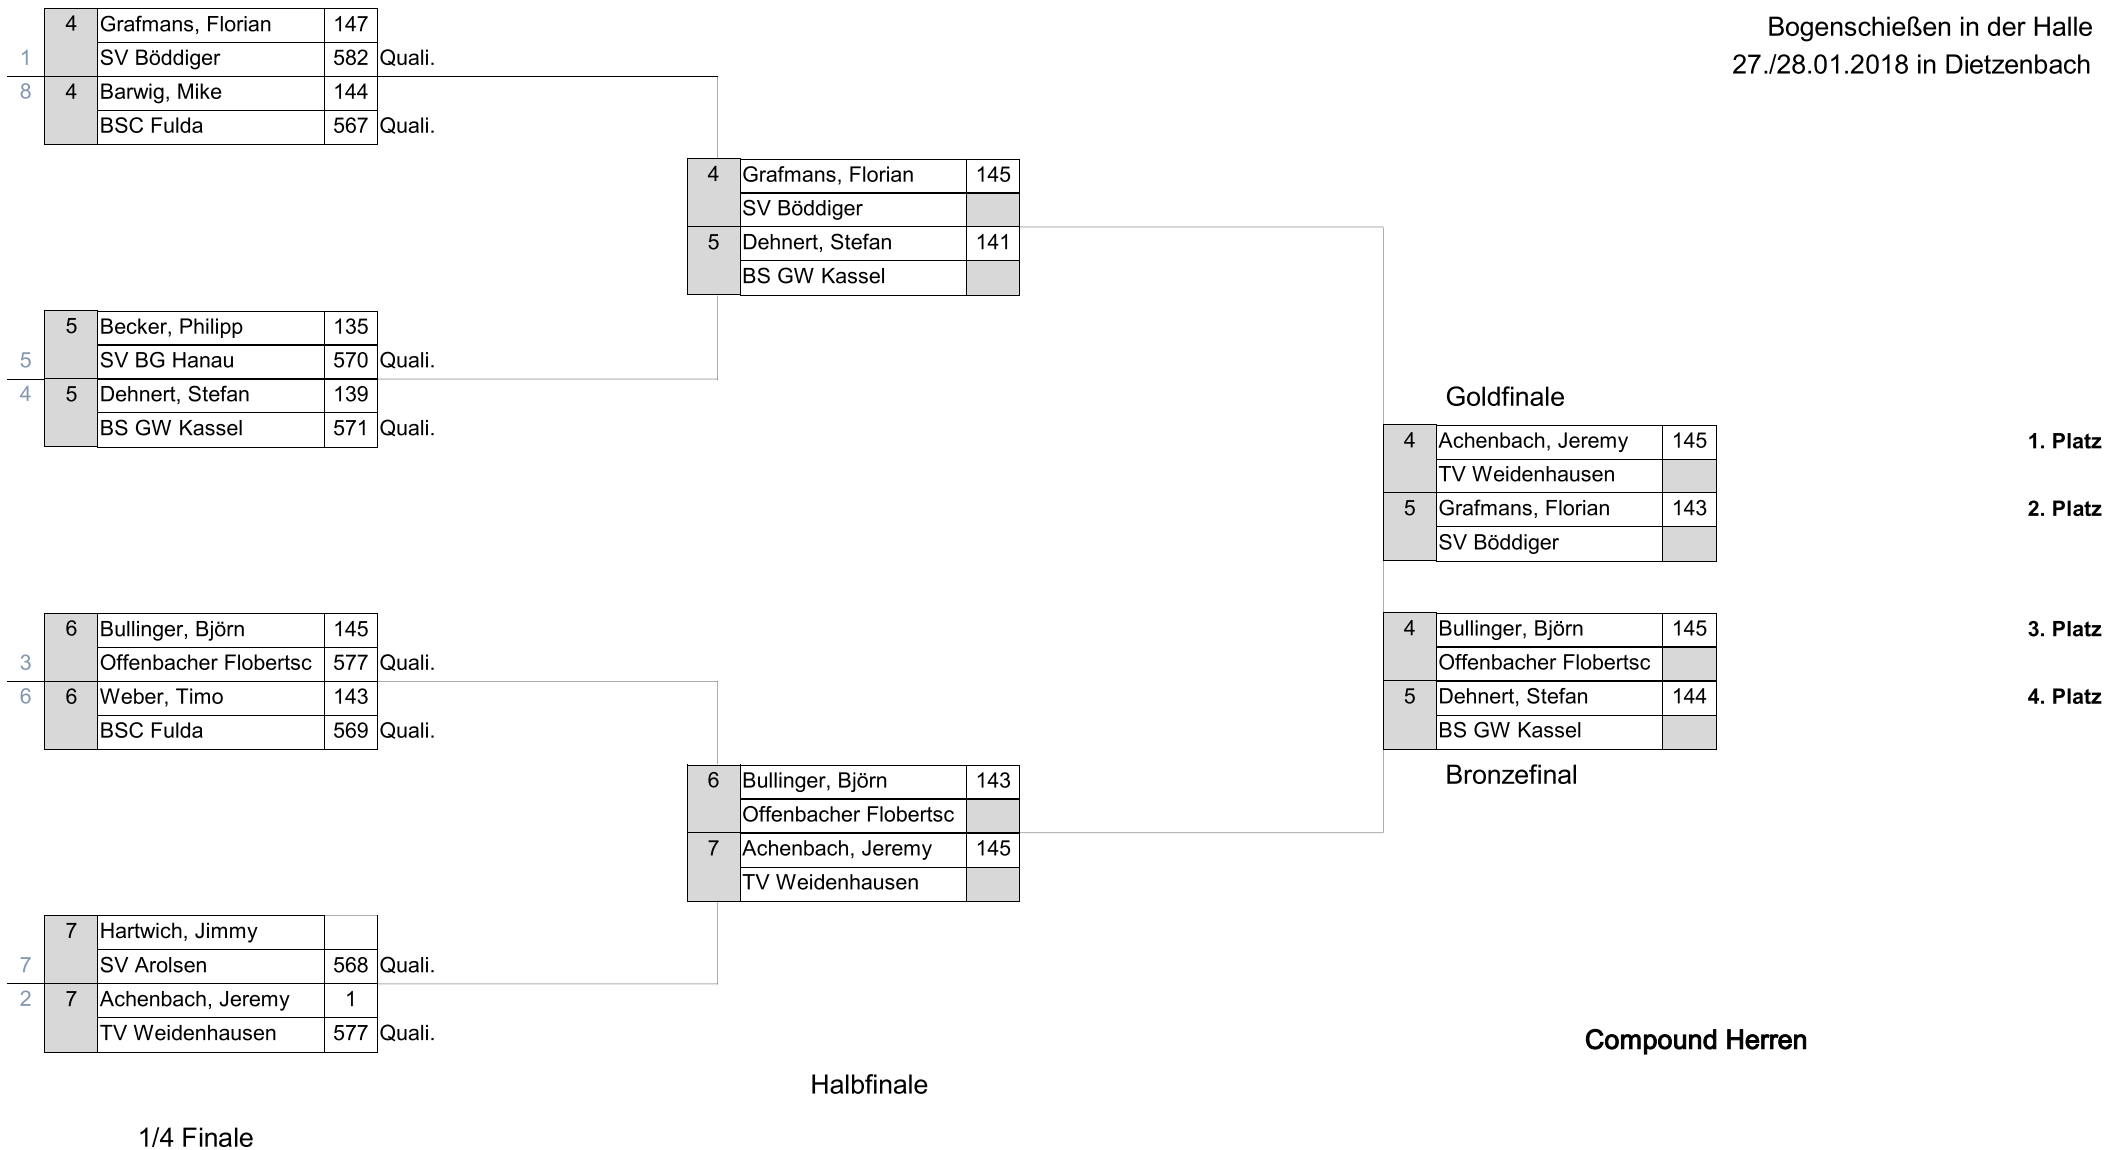 Bogenschießen in der Halle
27./28.01.2018 in Dietzenbach
4 Grafmans, Florian 147
1 SV Böddiger 582 Quali.
8 4 Barwig, Mike 144
BSC Fulda 567 Quali.
4 Grafmans, Florian 145
SV Böddiger
5 Dehnert, Stefan 141
BS GW Kassel
5 Becker, Philipp 135
5 SV BG Hanau 570 Quali.
4 5 Dehnert, Stefan 139
BS GW Kassel 571 Quali.
Goldfinale
4 Achenbach, Jeremy 145 1. Platz
TV Weidenhausen
5 Grafmans, Florian 143 2. Platz
SV Böddiger
6 Bullinger, Björn 145
3 Offenbacher Flobertsc 577 Quali.
6 6 Weber, Timo 143
BSC Fulda 569 Quali.
4 Bullinger, Björn 145 3. Platz
Offenbacher Flobertsc
5 Dehnert, Stefan 144 4. Platz
BS GW Kassel
Bronzefinal
6 Bullinger, Björn 143
Offenbacher Flobertsc
7 Achenbach, Jeremy 145
TV Weidenhausen
7 Hartwich, Jimmy
7 SV Arolsen 568 Quali.
2 7 Achenbach, Jeremy 1
TV Weidenhausen 577 Quali.
Compound Herren
Halbfinale
1/4 Finale